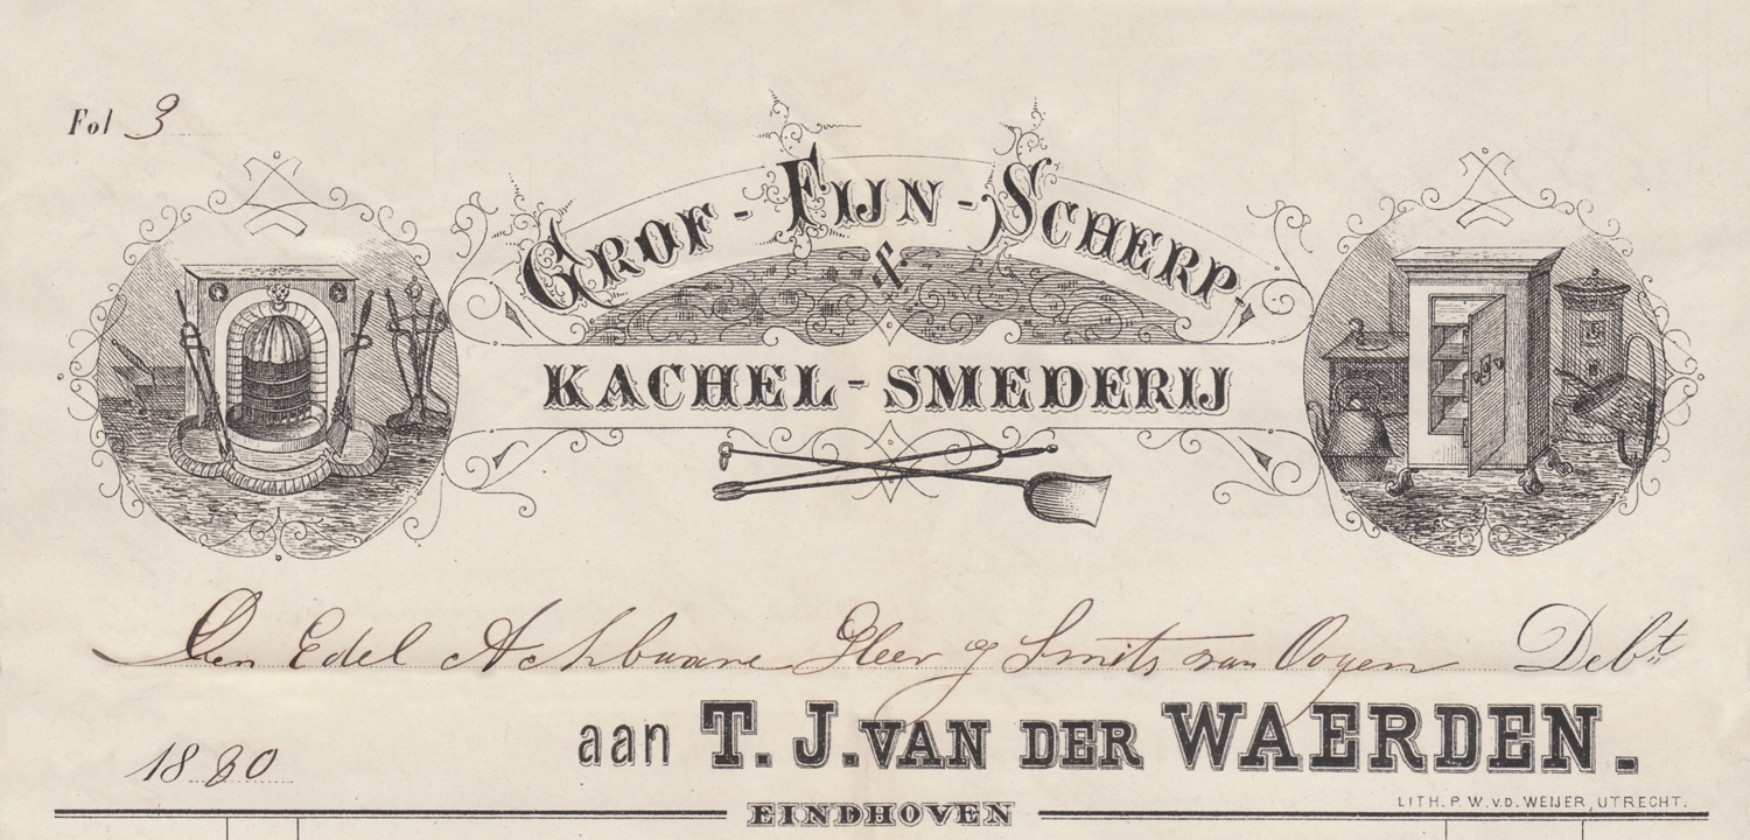 Fol 3
GROF-FIJN-SCHERP-
&
KACHEL-SMEDERIJ
Den Edel Achbaare Heer J Smits van Ooyen Debt
aan T. J. VAN DER WAERDEN.
1880
LITH. P. W. v. D. WEIJER, UTRECHT.
EINDHOVEN